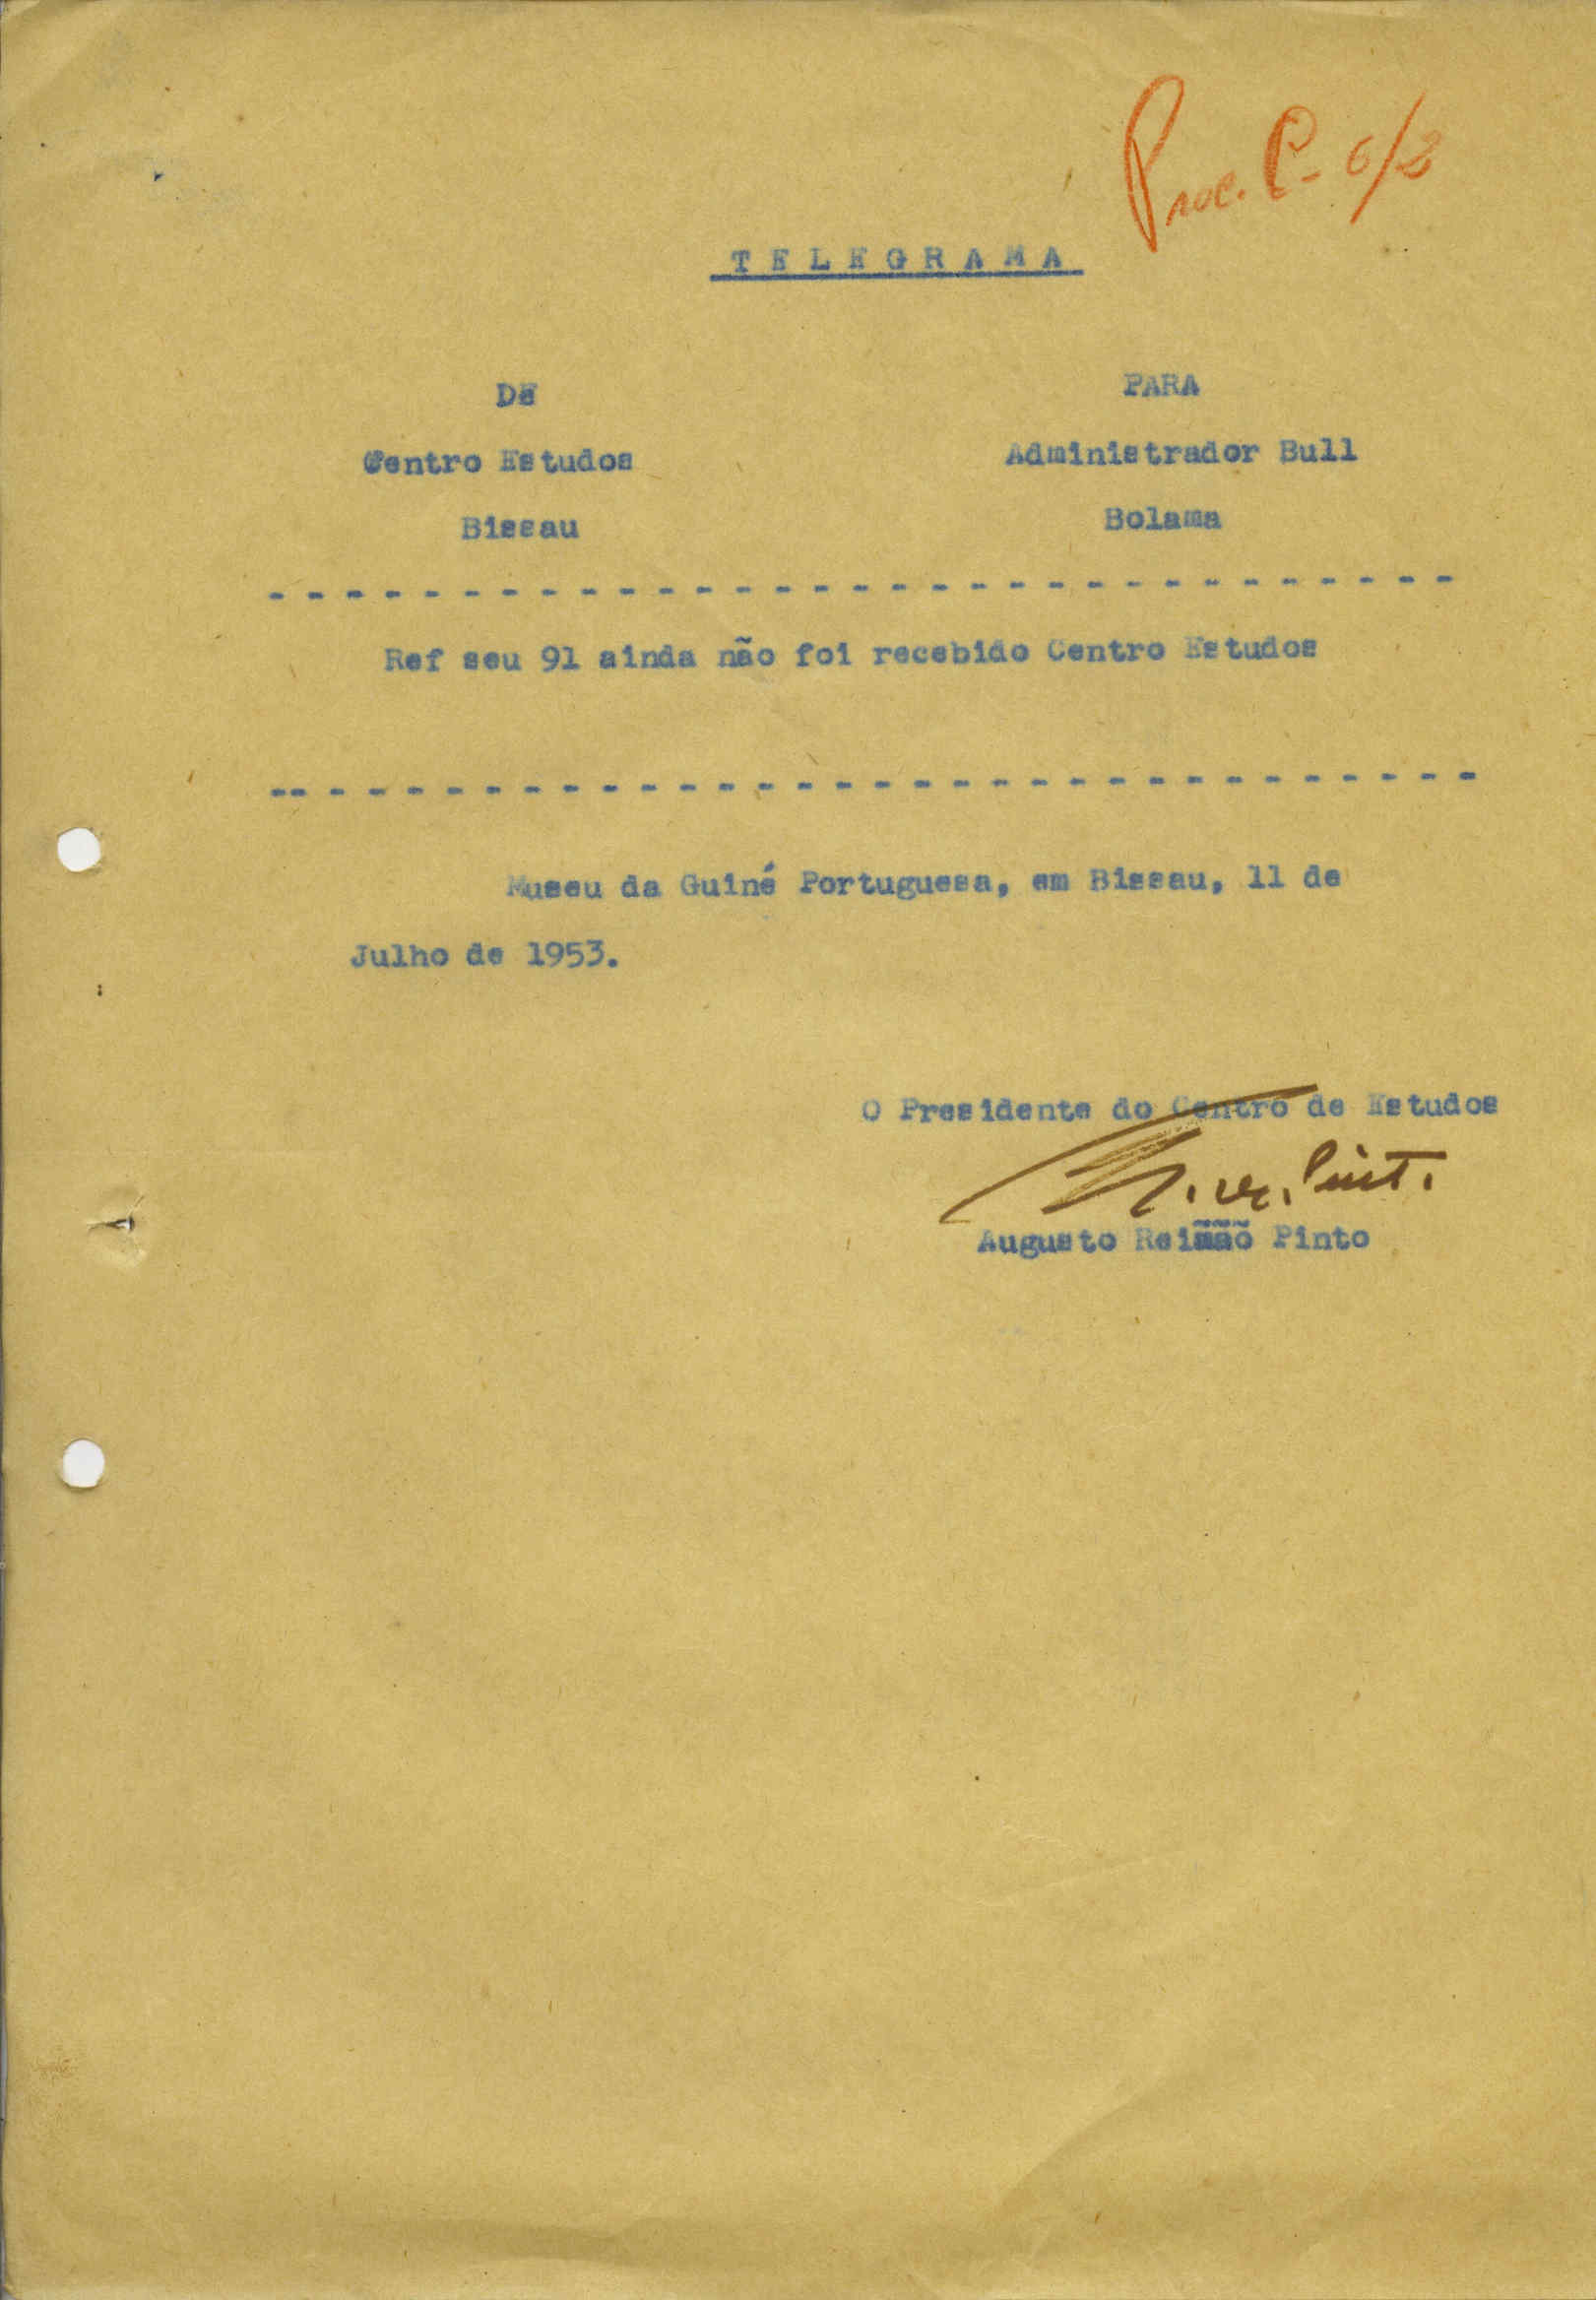 Proc. C-6/2
TELEGRAMA
DE
PARA
Centro Estudos
Administrador Bull
Bissau
Bolama
- - - - - - - - - - - - - - - - - - - - - - - - - - - - - - -
Ref seu 91 ainda não foi recebido Centro Estudos
-- - - - - - - - - - - - - - - - - - - - - - - - - - - - - - -
Museu da Guiné Portuguesa, em Bissau, 11 de
Julho de 1953.
O Presidente do Centro de Estudos
Augusto Reimão Pinto